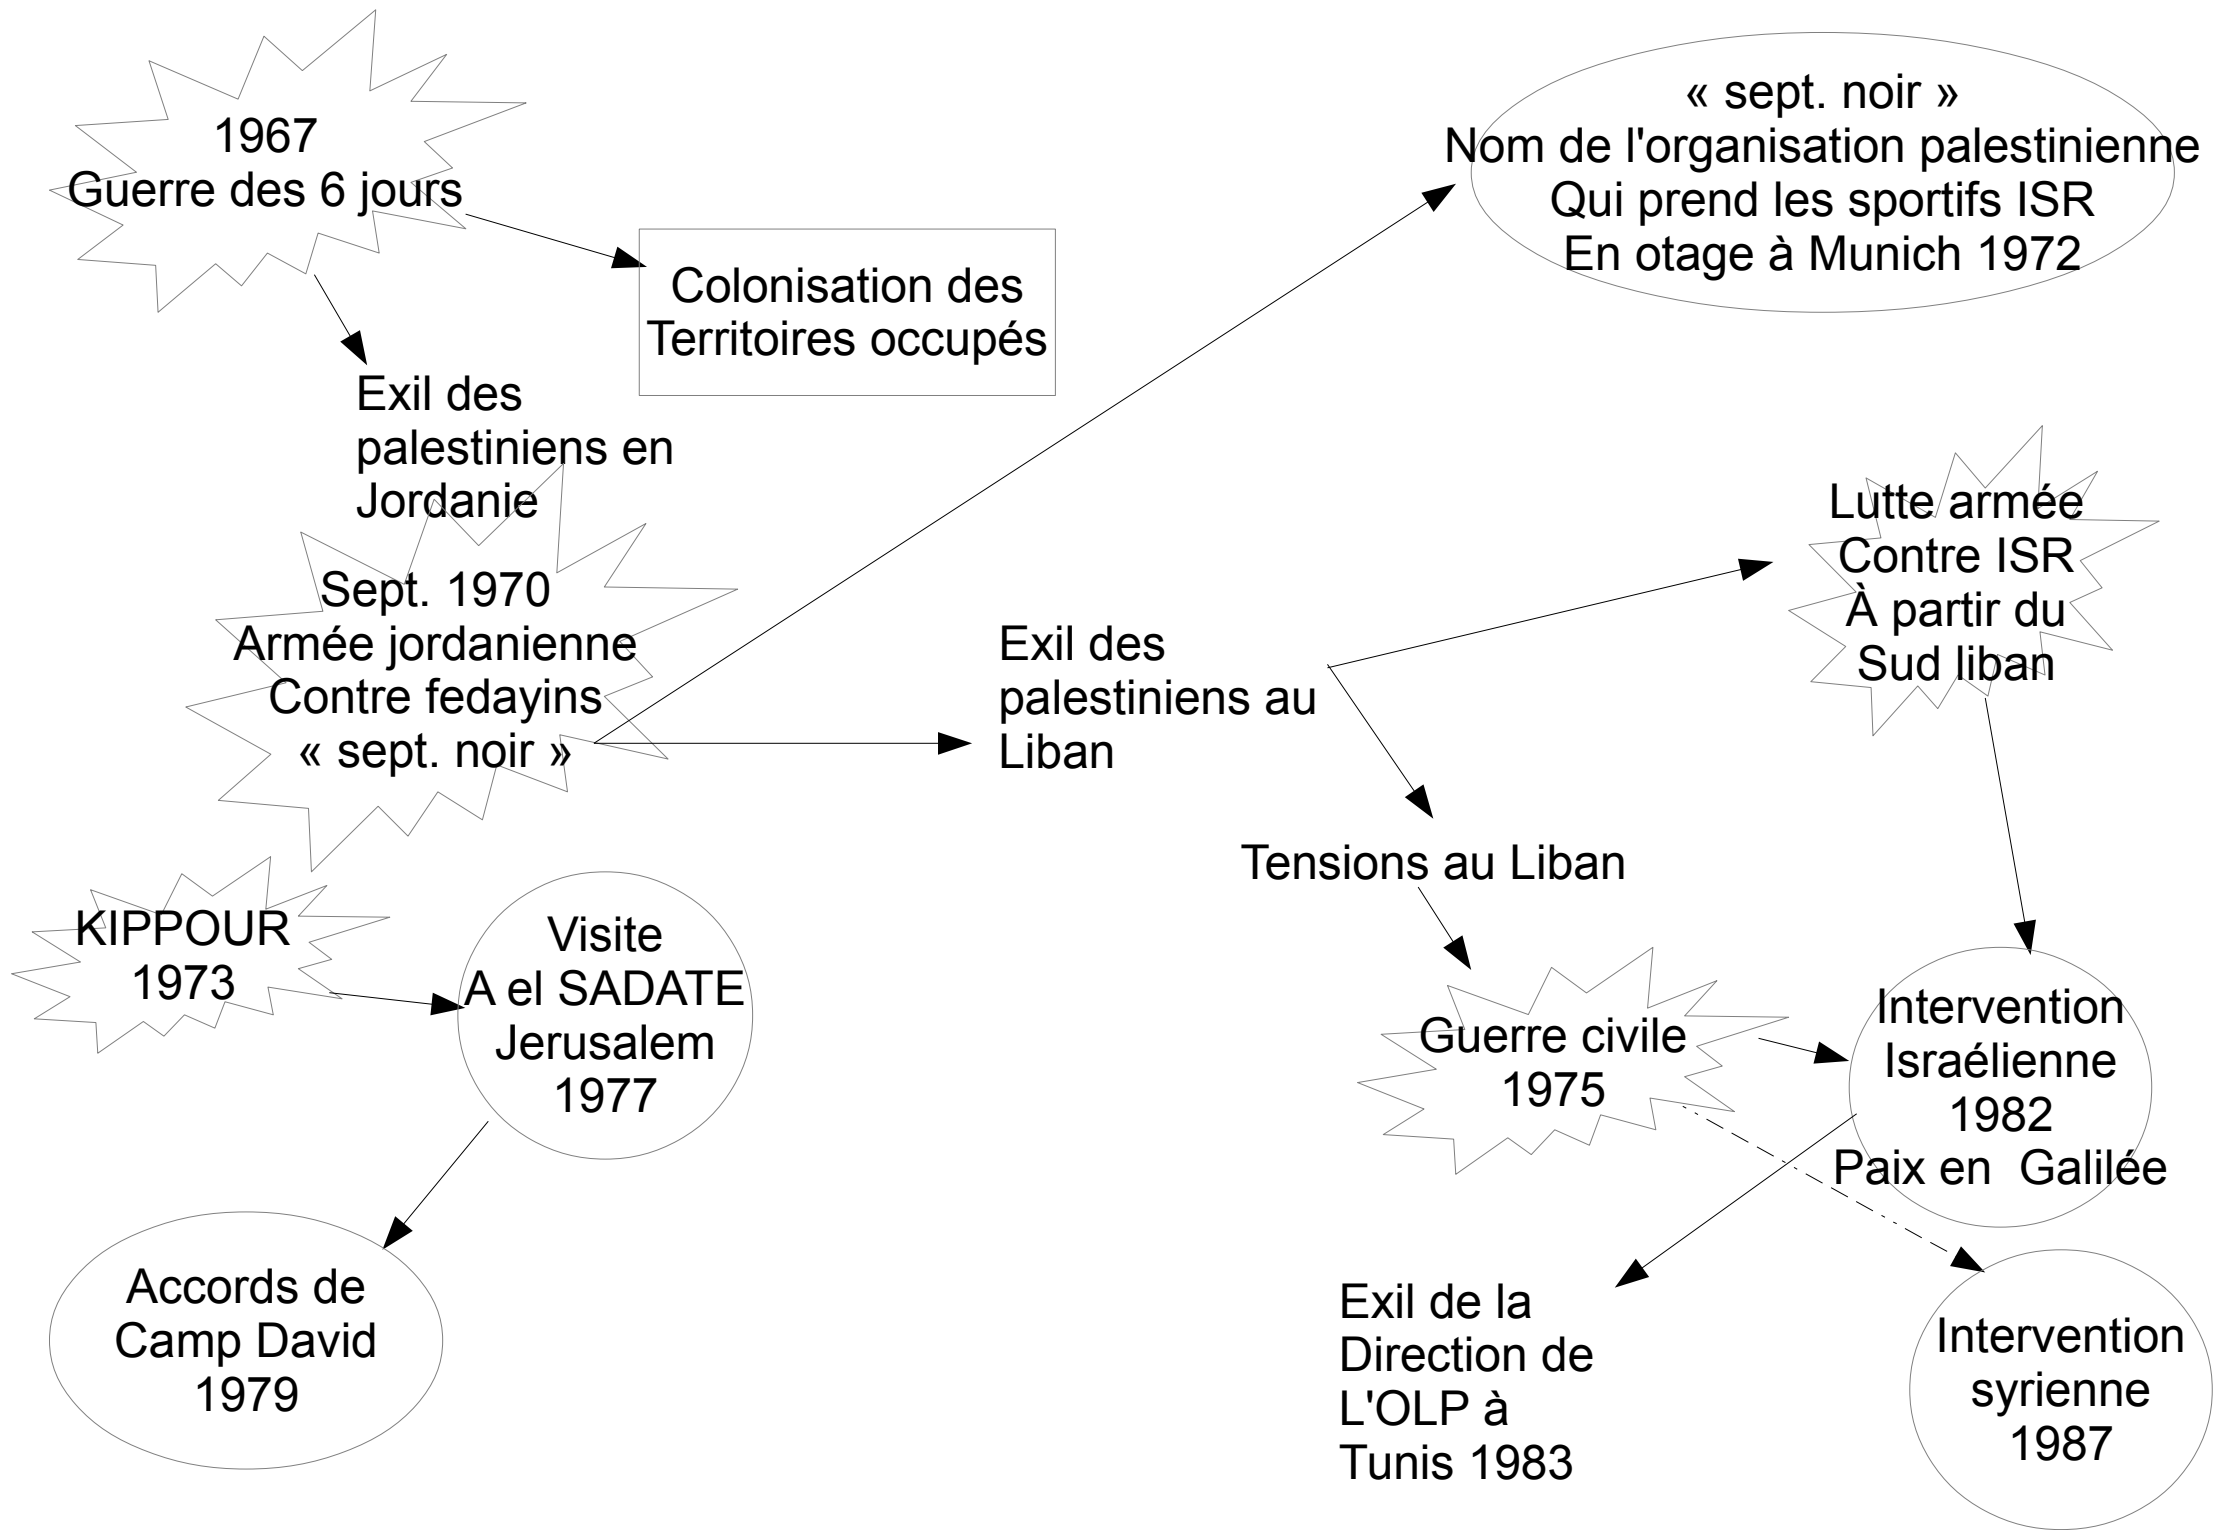 1967
Guerre des 6 jours
« sept. noir »
Nom de l'organisation palestinienne
Qui prend les sportifs ISR
En otage à Munich 1972
Colonisation des
Territoires occupés
Exil des
palestiniens en
Jordanie
Sept. 1970
Armée jordanienne
Contre fedayins
« sept. noir »
Exil des
palestiniens au
Liban
Lutte armée
Contre ISR
À partir du
Sud liban
Tensions au Liban
KIPPOUR
1973
Visite
A el SADATE
Jerusalem
1977
Guerre civile
1975
Intervention
Israélienne
1982
Paix en  Galilée
Accords de
Camp David
1979
Exil de la
Direction de
L'OLP à
Tunis 1983
Intervention
syrienne
1987